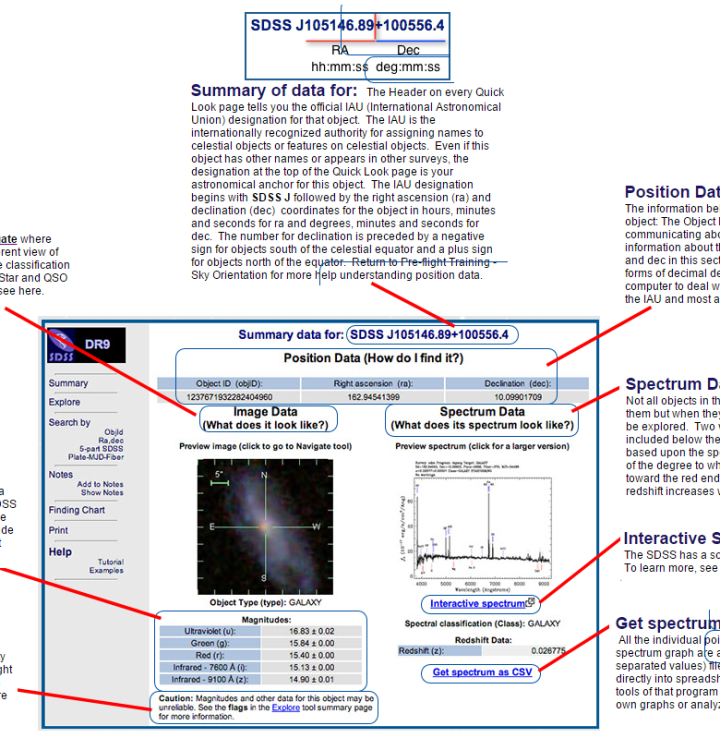 SDSS J105146.89+100556.4
RA Dec
hh:mm:ss deg:mm:ss
Summary of data for: The Header on every Quick
Look page tells you the official IAU (International Astronomical
Union) designation for that object. The IAU is the
internationally recognized authority for assigning names to
celestial objects or features on celestial objects. Even if this
object has other names or appears in other surveys, the
designation at the top of the Quick Look page is your
astronomical anchor for this object. The IAU designation
begins with SDSS J followed by the right ascension (ra) and
declination (dec) coordinates for the object in hours, minutes
and seconds for ra and degrees, minutes and seconds for
dec. The number for declination is preceded by a negative
sign for objects south of the celestial equator and a plus sign
for objects north of the equator. Return to Pre-flight Training -
Sky Orientation for more help understanding position data.
where
rent view of
classification
Star and QSO
see here.
a
e
de
t
y
ght
re
Position Dat
The information be
object: The Object
communicating abo
information about th
and dec in this sect
forms of decimal de
computer to deal w
the IAU and most a
Spectrum Da
Not all objects in th
them but when they
be explored. Two v
included below the
based upon the spe
of the degree to wh
toward the red end
redshift increases v
Interactive S
The SDSS has a so
To learn more, see
Get spectrum
All the individual poi
spectrum graph are a
separated values) file
directly into spreadsh
tools of that program
own graphs or analyz
SDSS DR9
Summary
Explore
Search by
ObjId
Ra,dec
5-part SDSS
Plate-MJD-Fiber
Notes
Add to Notes
Show Notes
Finding Chart
Print
Help
Tutorial
Examples
Summary data for: SDSS J105146.89+100556.4
Position Data (How do I find it?)
Object ID (objID): Right ascension (ra): Declination (dec):
1237671932282404960 162.94541399 10.09901709
Image Data
(What does it look like?)
Preview image (click to go to Navigate tool)
5"
N
E W
S
Object Type (type): GALAXY
Magnitudes:
Ultraviolet (u): 16.83 ± 0.02
Green (g): 15.84 ± 0.00
Red (r): 15.40 ± 0.00
Infrared - 7600 Å (i): 15.13 ± 0.00
Infrared - 9100 Å (z): 14.90 ± 0.01
Caution: Magnitudes and other data for this object may be
unreliable. See the flags in the Explore tool summary page
for more information.
Spectrum Data
(What does its spectrum look like?)
Preview spectrum (click for a larger version)
4000 5000 6000 7000 8000 9000
Wavelength (Angstroms)
Interactive spectrum
Spectral classification (Class): GALAXY
Redshift Data:
Redshift (z): 0.026775
Get spectrum as CSV